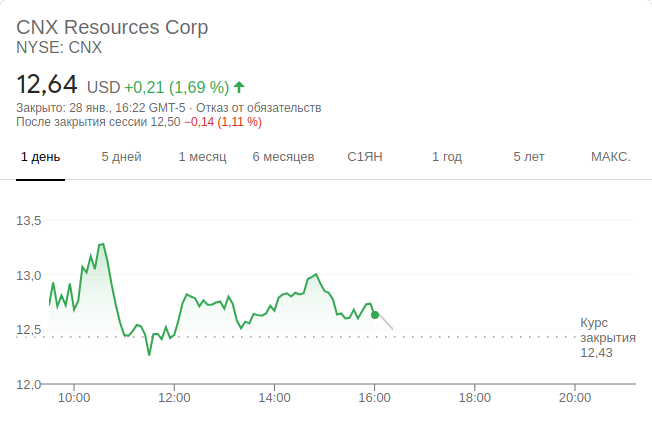 CNX Resources Corp
NYSE: CNX
12,64 USD +0,21 (1,69 %)
Закрыто: 28 янв., 16:22 GMT-5 · Отказ от обязательств
После закрытия сессии 12,50 −0,14 (1,11 %)
1 день 5 дней 1 месяц 6 месяцев С1ЯН 1 год 5 лет МАКС.
13,5
13,0
12,5
Курс
закрытия
12,43
12,0
10:00 12:00 14:00 16:00 18:00 20:00